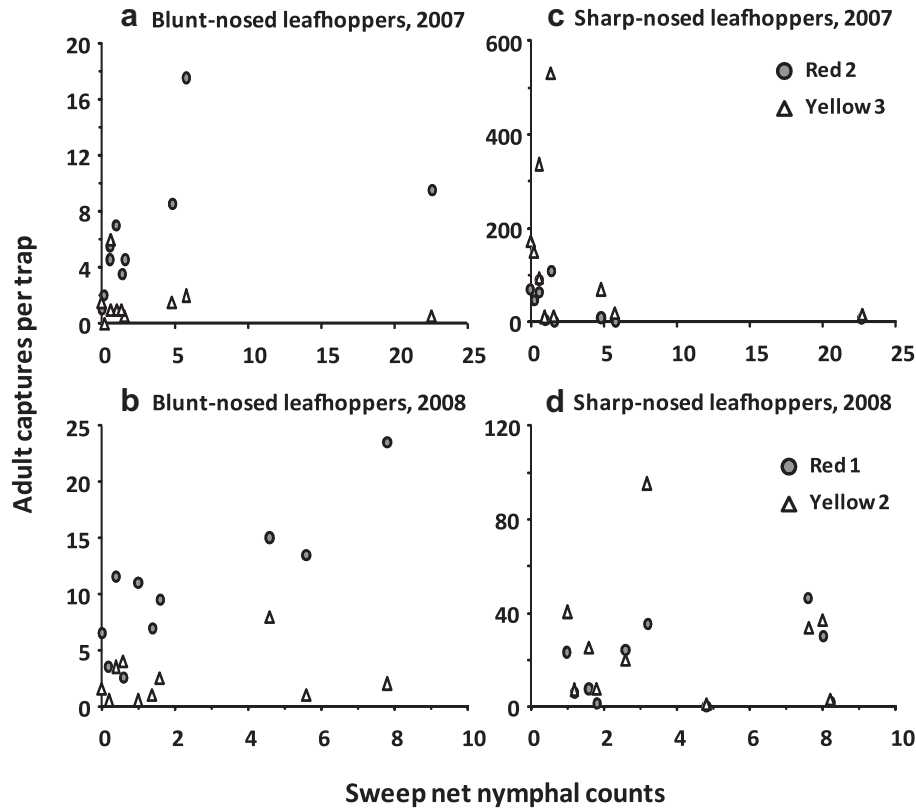 a Blunt-nosed leafhoppers, 2007
20
16
12
8
4
0
0 5 10 15 20 25
c Sharp-nosed leafhoppers, 2007
600
400
200
0
0 5 10 15 20 25
Red 2
Yellow 3
Adult captures per trap
b Blunt-nosed leafhoppers, 2008
25
20
15
10
5
0
0 2 4 6 8 10
d Sharp-nosed leafhoppers, 2008
120
80
40
0
0 2 4 6 8 10
Red 1
Yellow 2
Sweep net nymphal counts